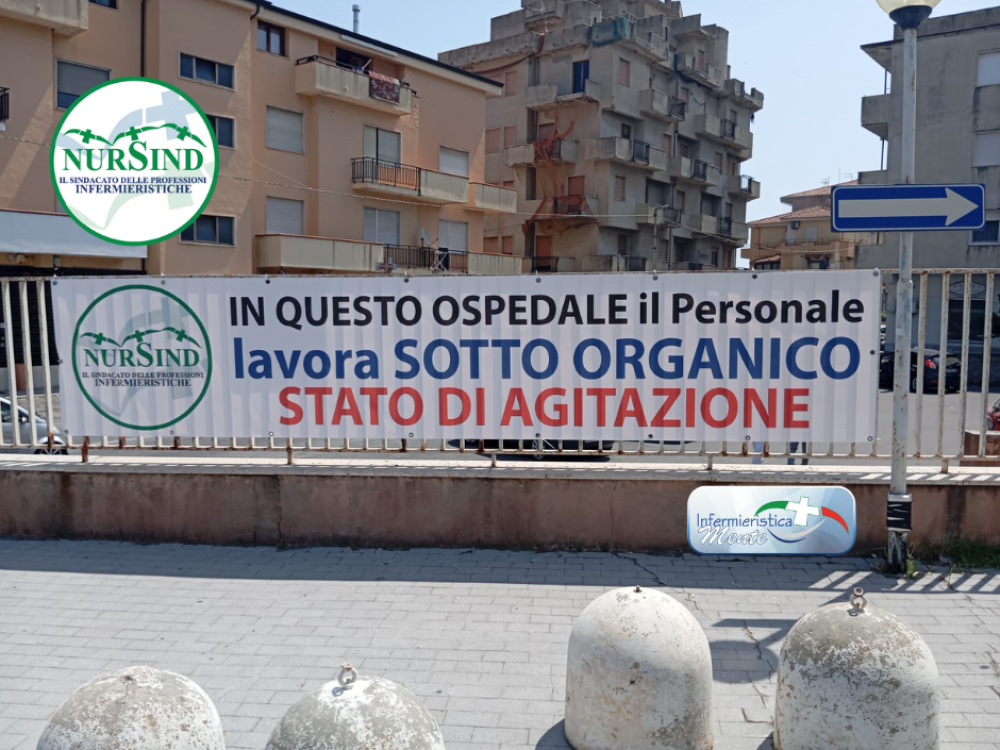 NURSIND
IL SINDACATO DELLE PROFESSIONI
INFERMIERISTICHE
IN QUESTO OSPEDALE il Personale
lavora SOTTO ORGANICO
STATO DI AGITAZIONE
NURSIND
IL SINDACATO DELLE PROFESSIONI
INFERMIERISTICHE
Infermieristica
Mente